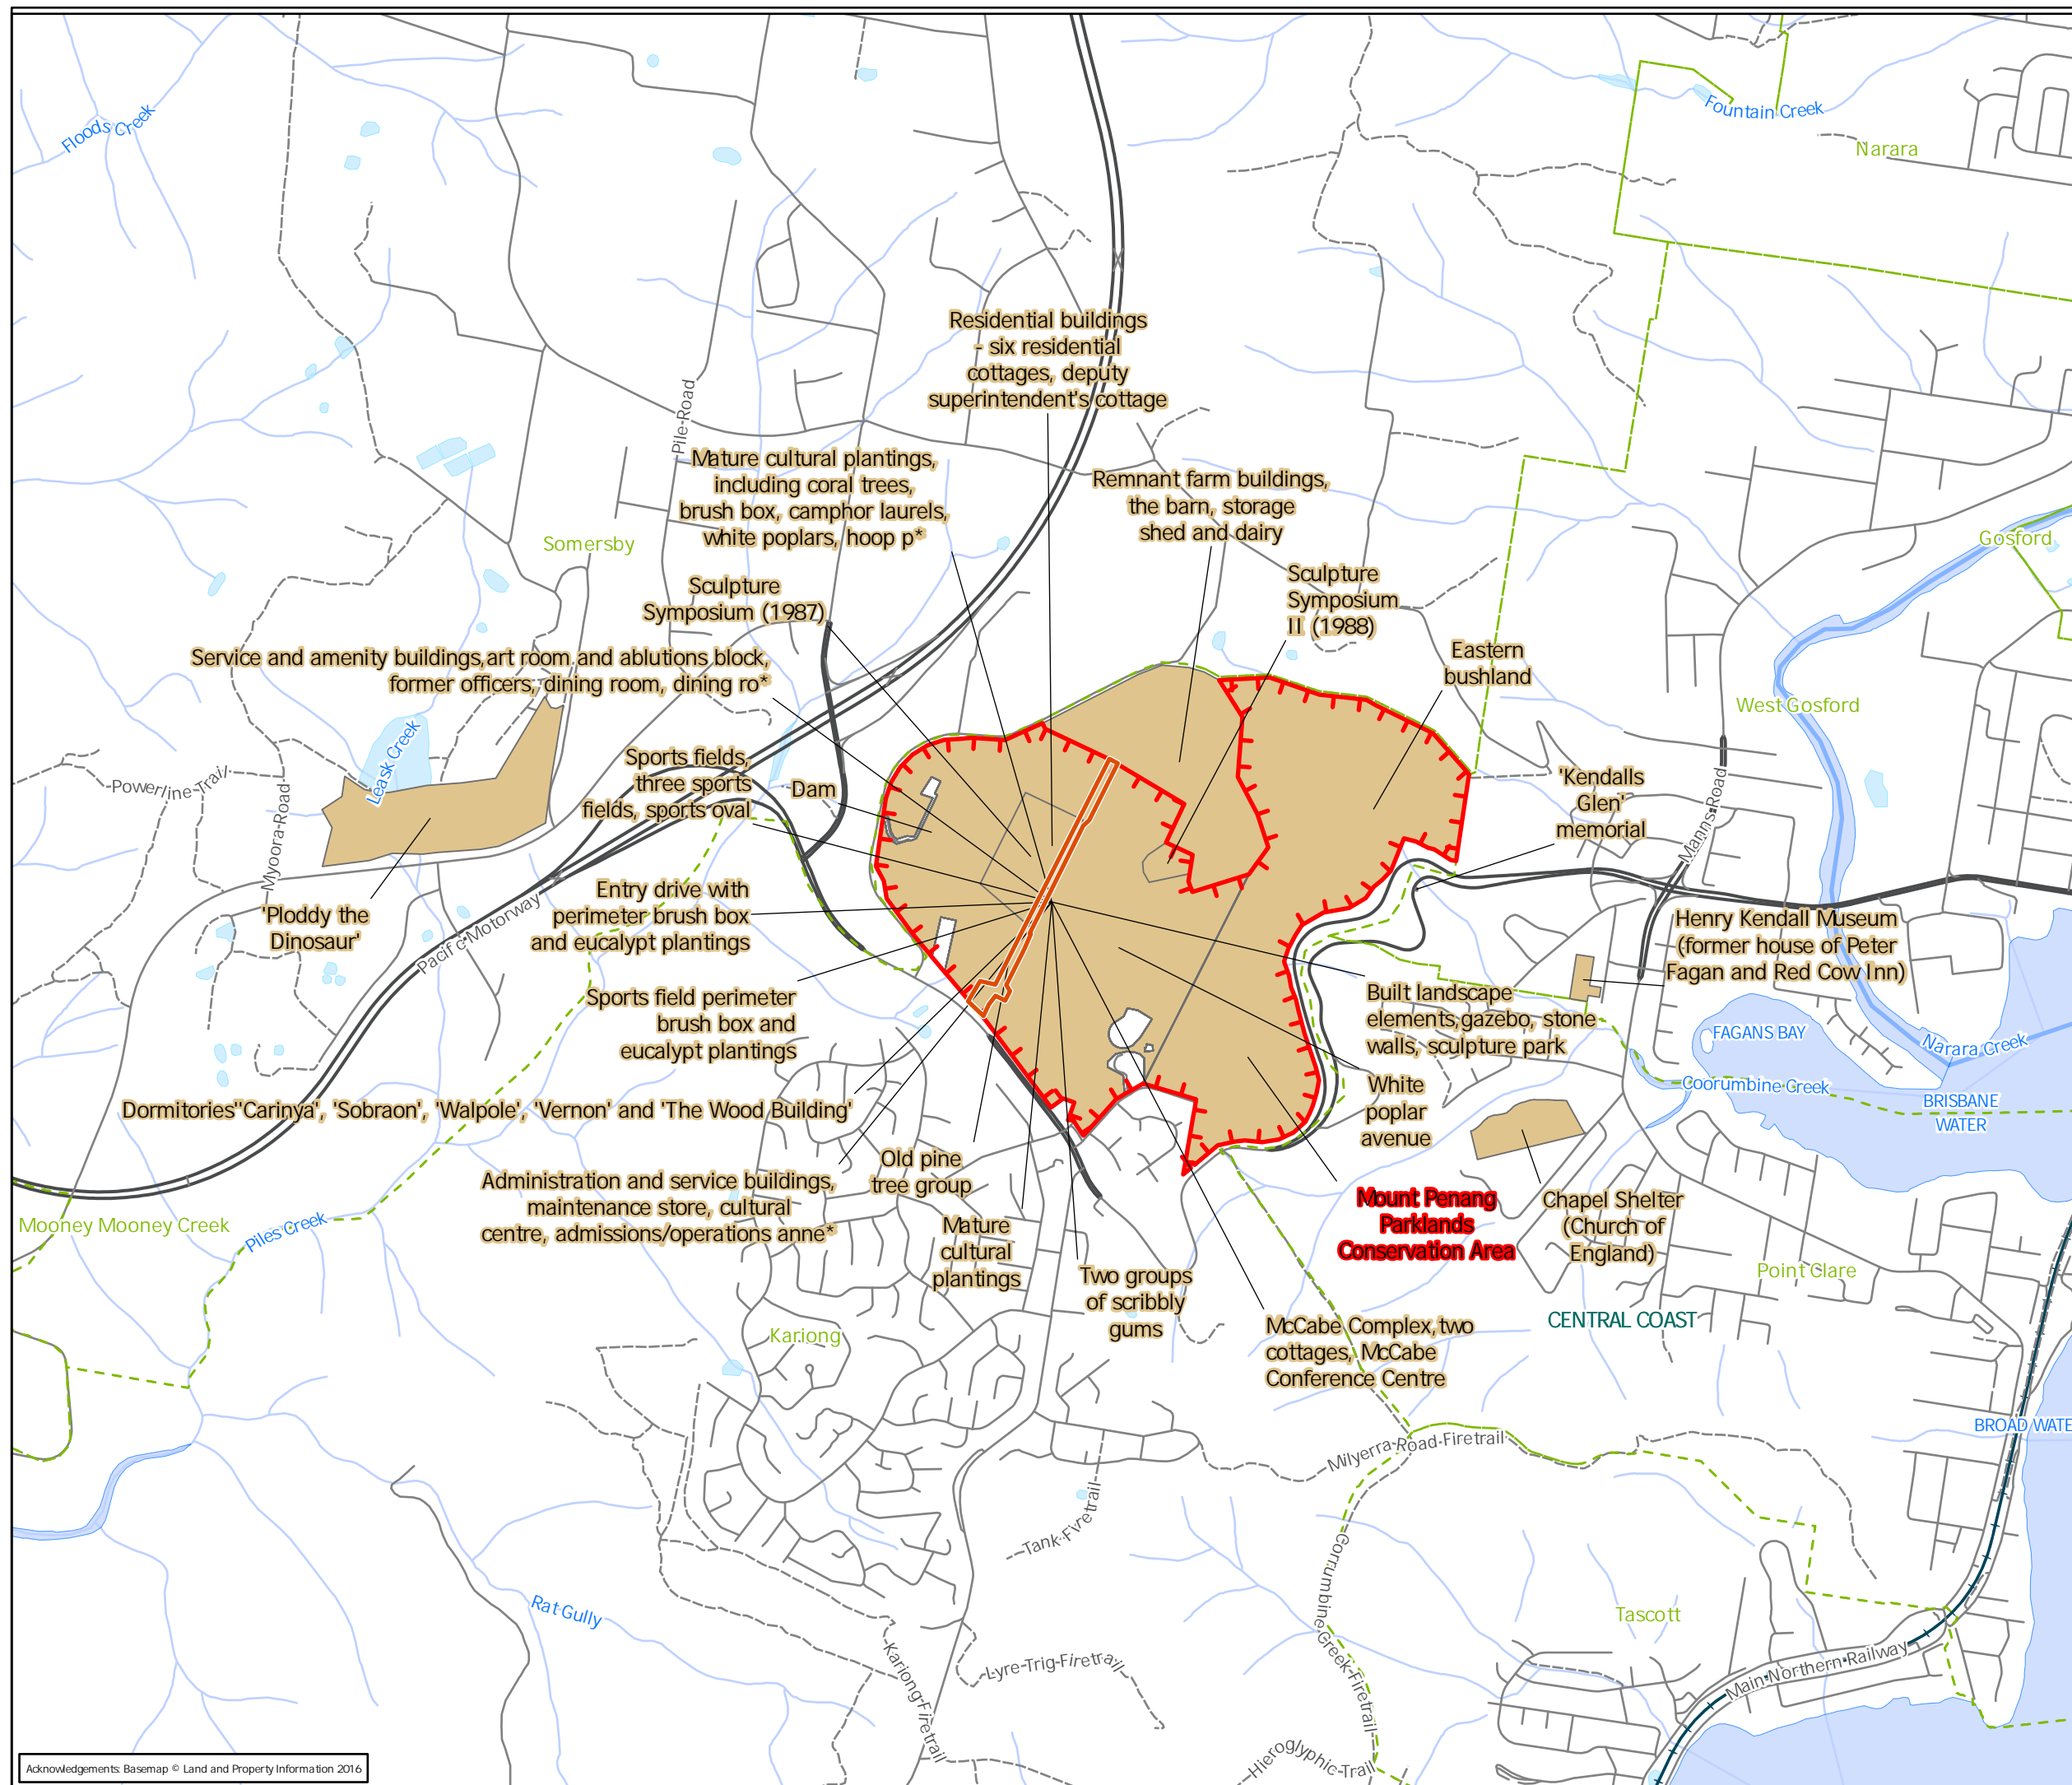 Floods Creek
Fountain Creek
Narara
Residential buildings
- six residential
cottages, deputy
superintendent's cottage
Pile Road
Mature cultural plantings,
including coral trees,
brush box, camphor laurels,
white poplars, hoop p*
Remnant farm buildings,
the barn, storage
shed and dairy
Somersby
Gosford
Sculpture
Symposium (1987)
Sculpture
Symposium
II (1988)
Service and amenity buildings,art room and ablutions block,
former officers, dining room, dining ro*
Eastern
bushland
West Gosford
Leask Creek
Powerline Trail
Myoora Road
Sports fields,
three sports
fields, sports oval
Dam
'Kendalls
Glen'
memorial
Manns Road
'Ploddy the
Dinosaur'
Pacific Motorway
Entry drive with
perimeter brush box
and eucalypt plantings
Henry Kendall Museum
(former house of Peter
Fagan and Red Cow Inn)
Sports field perimeter
brush box and
eucalypt plantings
Built landscape
elements,gazebo, stone
walls, sculpture park
FAGANS BAY
Narara Creek
Coorumbine Creek
BRISBANE
WATER
White
poplar
avenue
Dormitories"Carinya', 'Sobraon', 'Walpole', 'Vernon' and 'The Wood Building'
Old pine
tree group
Administration and service buildings,
maintenance store, cultural
centre, admissions/operations anne*
Mount Penang
Parklands
Conservation Area
Chapel Shelter
(Church of
England)
Mooney Mooney Creek
Piles Creek
Mature
cultural
plantings
Two groups
of scribbly
gums
Point Clare
CENTRAL COAST
Kariong
McCabe Complex,two
cottages, McCabe
Conference Centre
BROAD WATE
Milyerra Road Firetrail
Tank Firetrail
Corrumbine Creek Firetrail
Rat Gully
Tascott
Kariong Firetrail
Lyre Trig Firetrail
Main Northern Railway
Hieroglyphic Trail
Acknowledgements: Basemap © Land and Property Information 2016